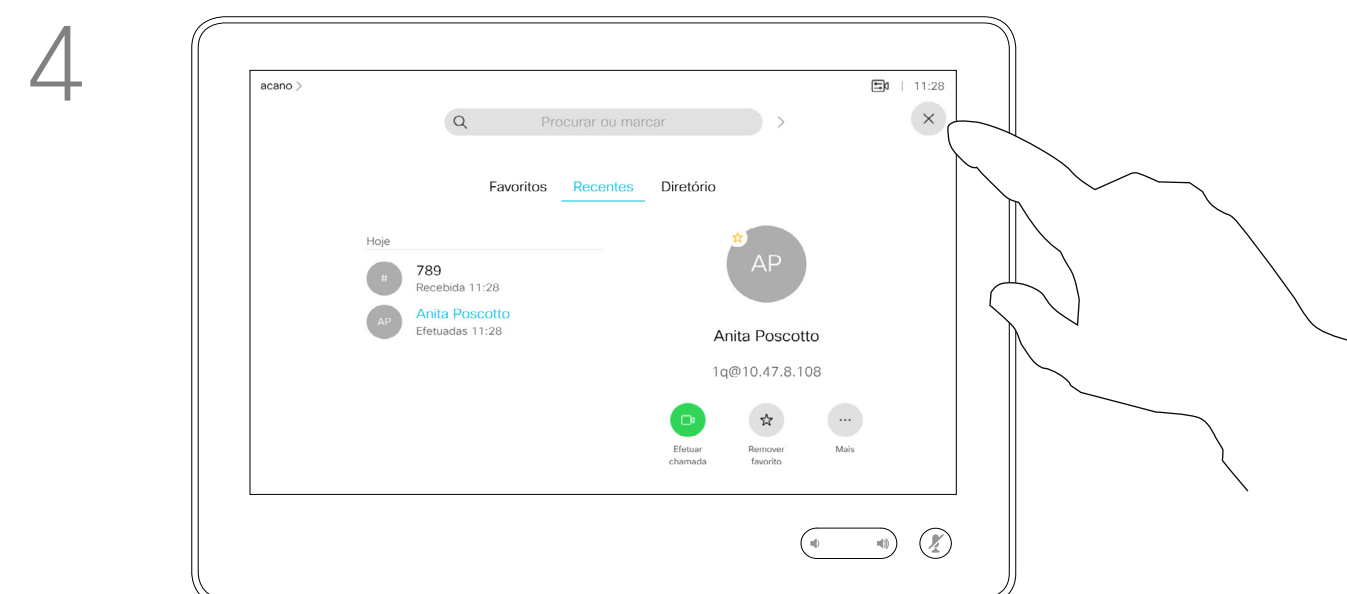 4
acano >
11:28
Procurar ou marcar
Favoritos Recentes Diretório
Hoje
# 789
Recebida 11:28
AP Anita Poscotto
Efetuadas 11:28
AP
Anita Poscotto
1q@10.47.8.108
Efetuar
chamada
Remover
favorito
Mais